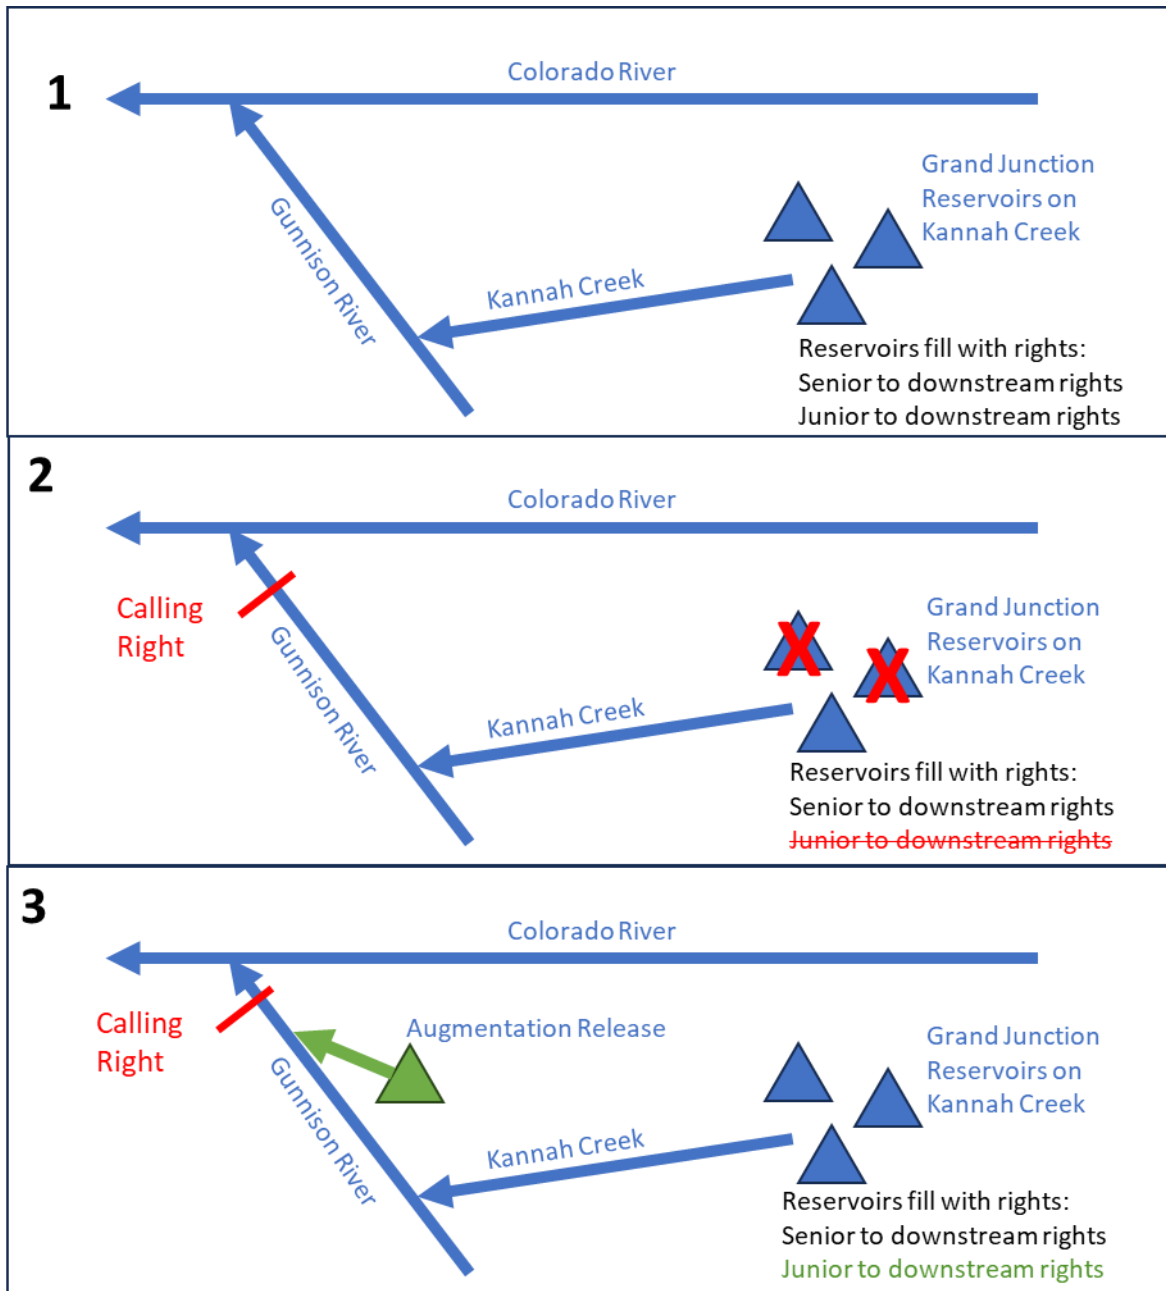 1
Colorado River
Gunnison River
Kannah Creek
Grand Junction
Reservoirs on
Kannah Creek
Reservoirs fill with rights:
Senior to downstream rights
Junior to downstream rights
2
Colorado River
Calling
Right
Gunnison River
Kannah Creek
X
X
Grand Junction
Reservoirs on
Kannah Creek
Reservoirs fill with rights:
Senior to downstream rights
Junior to downstream rights
3
Colorado River
Calling
Right
Gunnison River
Augmentation Release
Kannah Creek
Grand Junction
Reservoirs on
Kannah Creek
Reservoirs fill with rights:
Senior to downstream rights
Junior to downstream rights